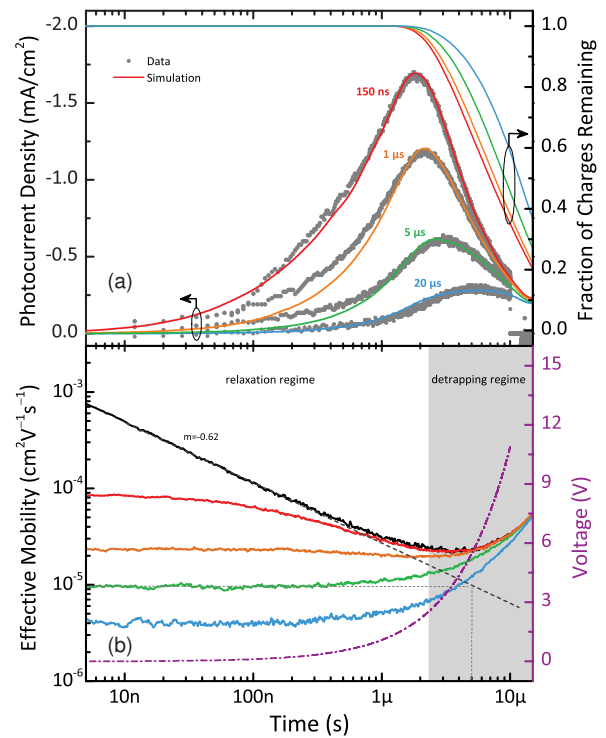 -2.0
-1.5
-1.0
-0.5
0.0
Photocurrent Density (mA/cm²)
Data
Simulation
150 ns
1 µs
5 µs
20 µs
(a)
1.0
0.8
0.6
0.4
0.2
0.0
Fraction of Charges Remaining
10⁻³
10⁻⁴
10⁻⁵
10⁻⁶
Effective Mobility (cm²V⁻¹s⁻¹)
relaxation regime
detrapping regime
m=-0.62
(b)
15
12
9
6
3
0
Voltage (V)
10n
100n
1µ
10µ
Time (s)